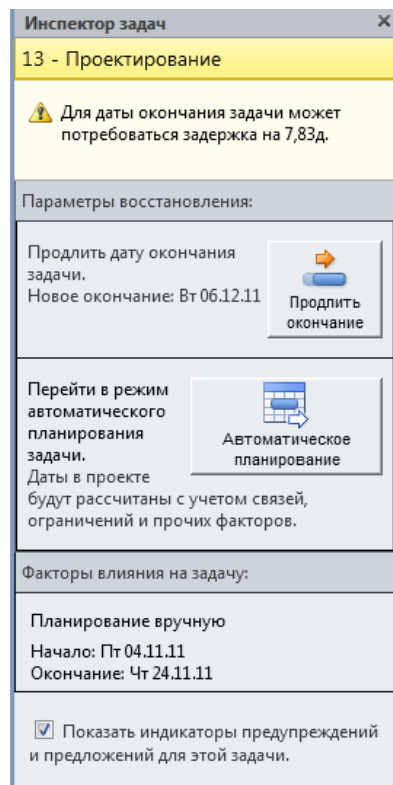 Инспектор задач
13 - Проектирование
Для даты окончания задачи может
потребоваться задержка на 7,83д.
Параметры восстановления:
Продлить дату окончания
задачи.
Новое окончание: Вт 06.12.11
Продлить
окончание
Перейти в режим
автоматического
планирования
задачи.
Автоматическое
планирование
Даты в проекте
будут рассчитаны с учетом связей,
ограничений и прочих факторов.
Факторы влияния на задачу:
Планирование вручную
Начало: Пт 04.11.11
Окончание: Чт 24.11.11
Показать индикаторы предупреждений
и предложений для этой задачи.